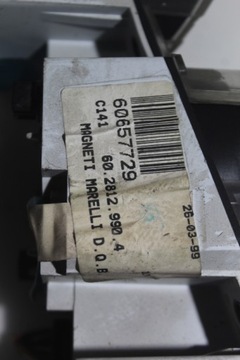 60657729
C141
60.2812.990.4
MAGNETI MARELLI D.Q.B
26-03-99